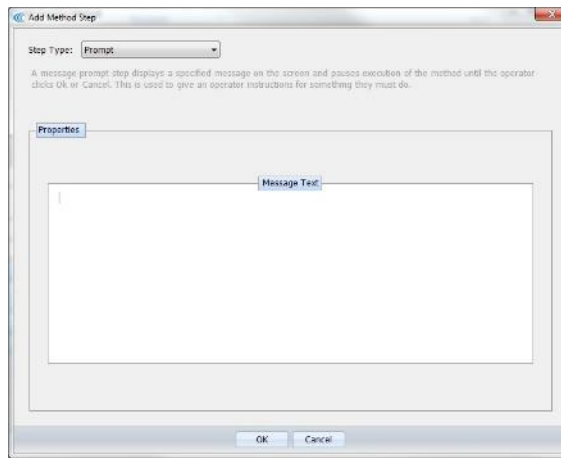 Add Method Step
Step Type: Prompt
A message prompt step displays a specified message on the screen and pauses execution of the method until the operator
clicks Ok or Cancel. This is used to give an operator instructions for something they must do.
Properties
Message Text
OK Cancel